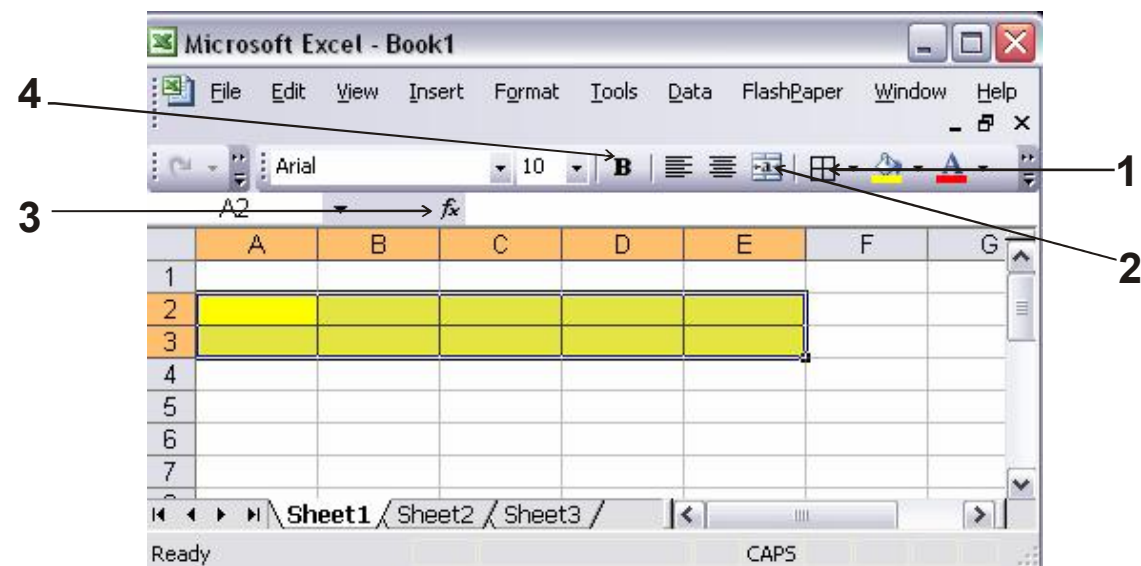 Microsoft Excel - Book1
4
File Edit View Insert Format Tools Data FlashPaper Window Help
Arial 10 B A
1
3
A2 fx
A B C D E F G
2
1
2
3
4
5
6
7
Sheet1 Sheet2 Sheet3
Ready CAPS